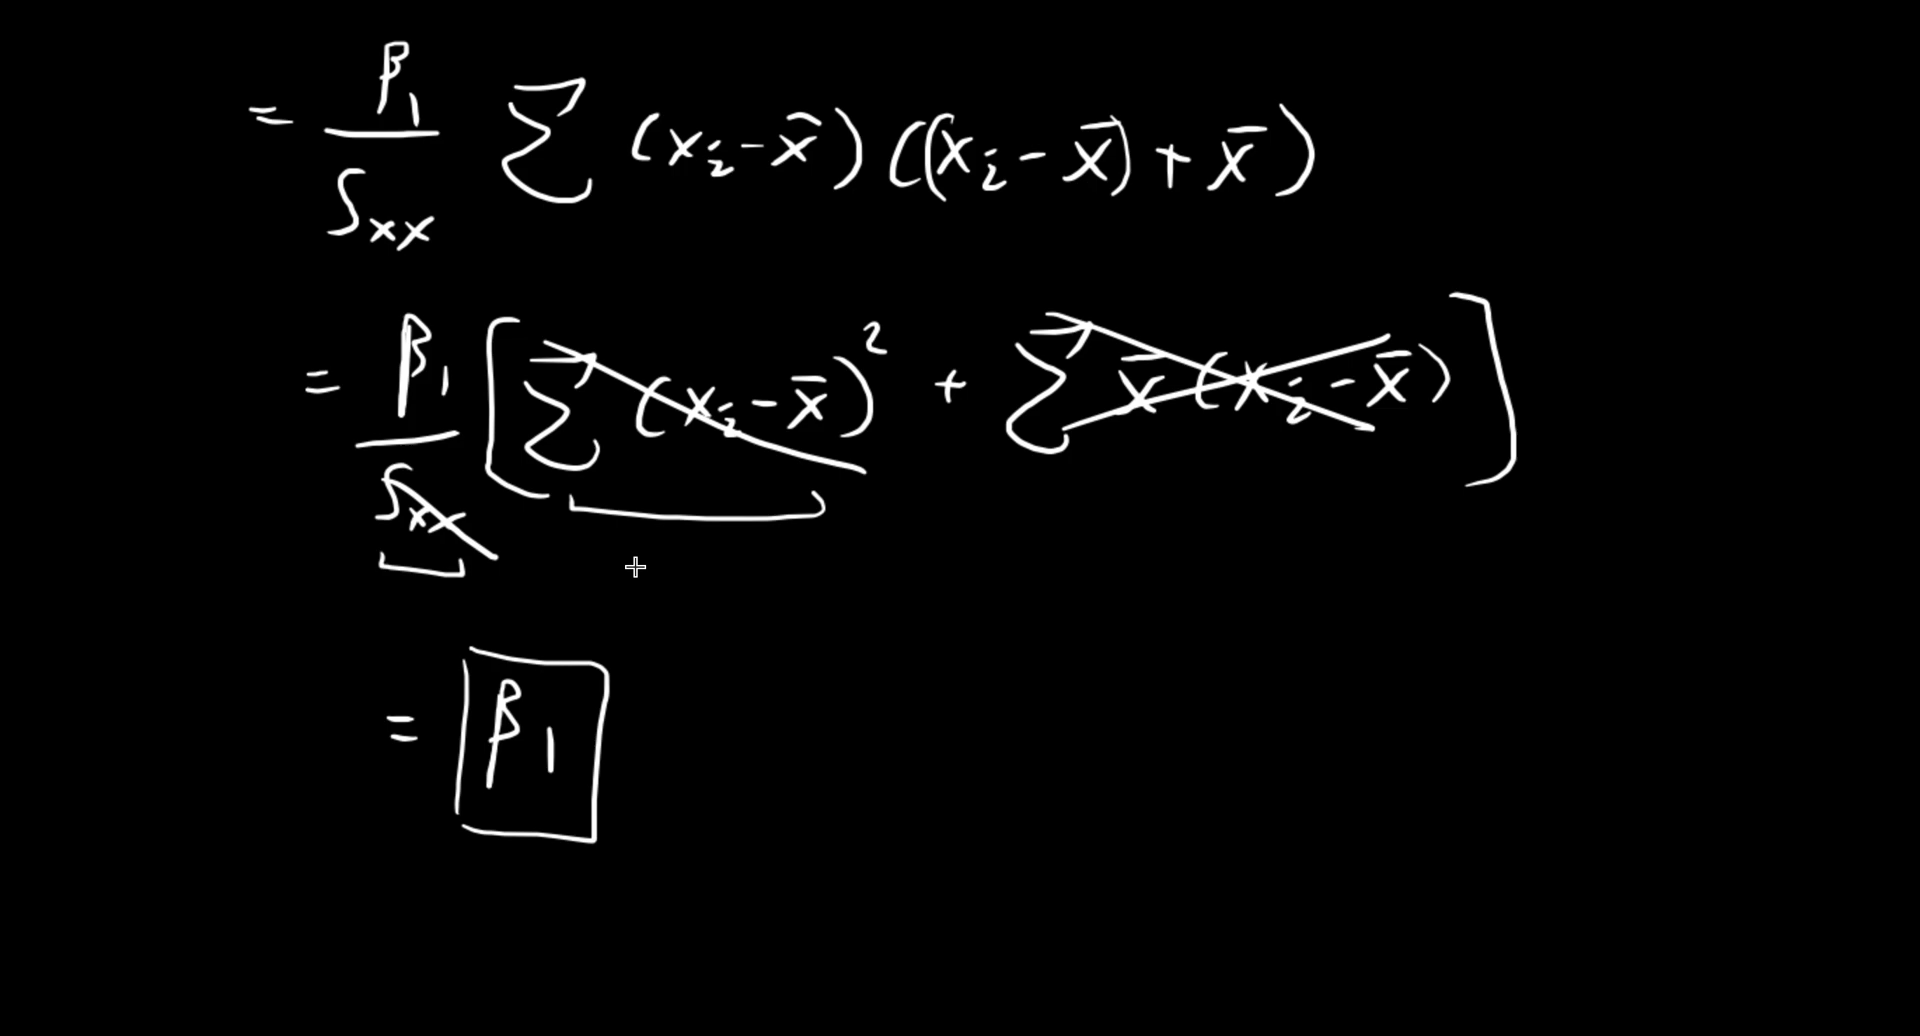 = β₁/Sxx Σ (xᵢ - x̄)((xᵢ - x̄) + x̄)
= β₁/Sxx [Σ (xᵢ - x̄)² + Σ x̄(xᵢ - x̄)]
= β₁